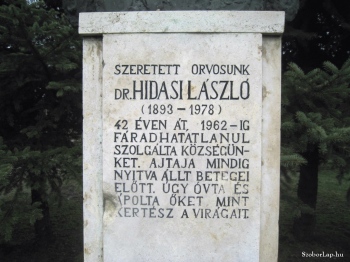 SZERETETT ORVOSUNK
DR. HIDASI LÁSZLÓ
(1893-1978)
42 ÉVEN ÁT, 1962-IG
FÁRADHATATLANUL
SZOLGÁLTA KÖZSÉGÜN-
KET. AJTAJA MINDIG
NYITVA ÁLLT BETEGEI
ELŐTT. ÚGY ÓVTA ÉS
ÁPOLTA ŐKET MINT
KERTÉSZ A VIRÁGAIT.
SzoborLap.hu